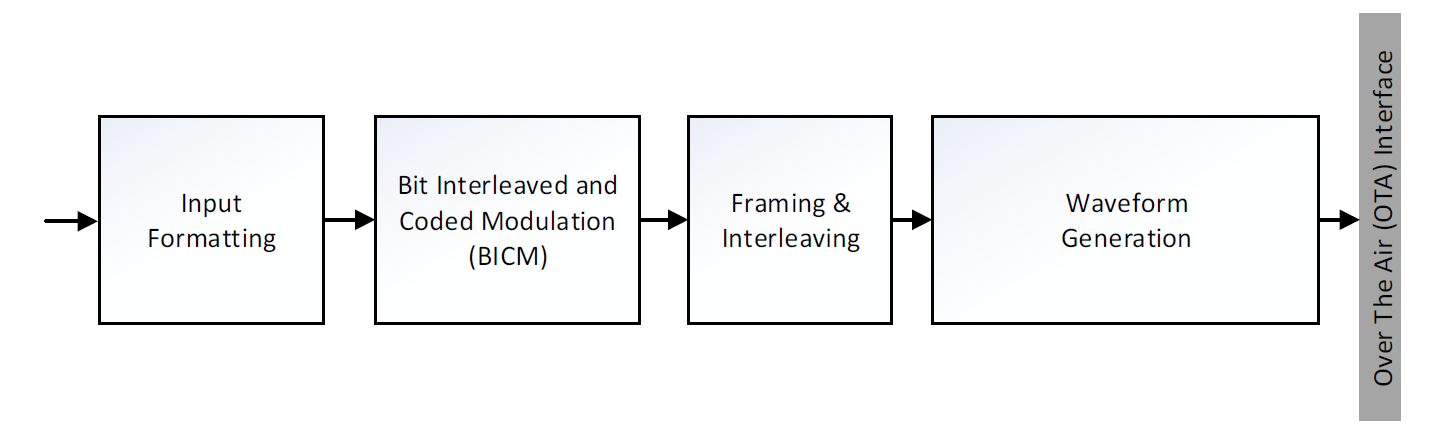 Input
Formatting
Bit Interleaved and
Coded Modulation
(BICM)
Framing &
Interleaving
Waveform
Generation
Over The Air (OTA) Interface